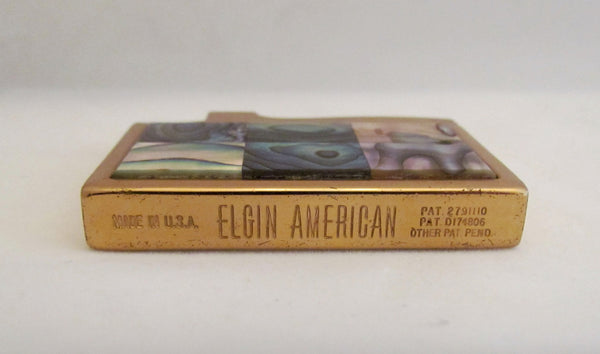 MADE IN U.S.A.
ELGIN AMERICAN
PAT. 2791110
PAT. D174806
OTHER PAT. PEND.